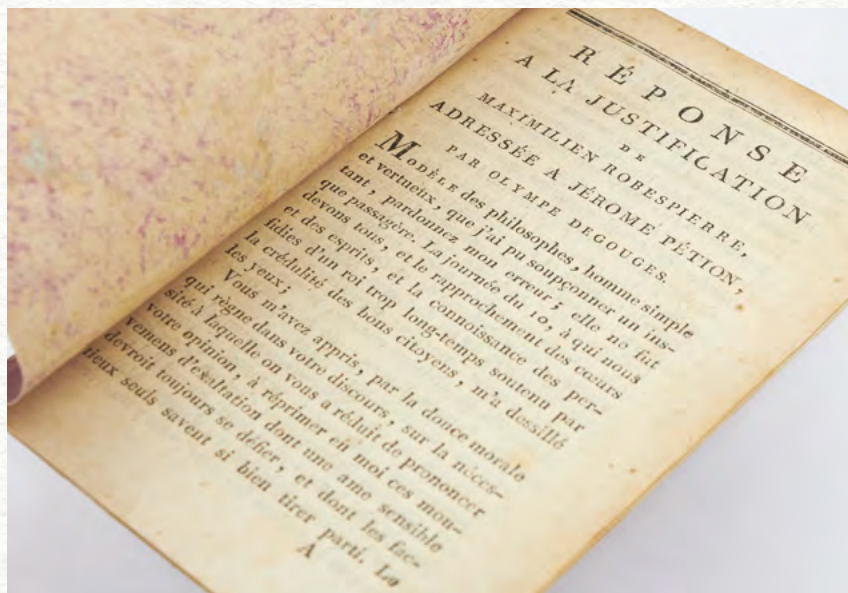 RÉPONSE
A LA JUSTIFICATION
DE
MAXIMILIEN ROBESPIERRE,
ADRESSÉE A JÉROME PÉTION,
PAR OLYMPE DEGOUGES.
MODÈLE des philosophes, homme simple
et vertueux, que j'ai pu soupçonner un ins-
tant, pardonnez mon erreur; elle ne fut
que passagère. La journée du 10, à qui nous
devons tous, et le rapprochement des cœurs
et des esprits, et la connoissance des per-
fidies d'un roi trop long-temps soutenu par
la crédulité des bons citoyens, m'a dessillé
les yeux;
Vous m'avez appris, par la douce morale
qui règne dans votre discours, sur la néces-
sité à laquelle on vous a réduit de prononcer
votre opinion, à réprimer en moi ces mou-
vemens d'exaltation dont une ame sensible
devroit toujours se défier, et dont les fac-
tieux seuls savent si bien tirer parti. La
A